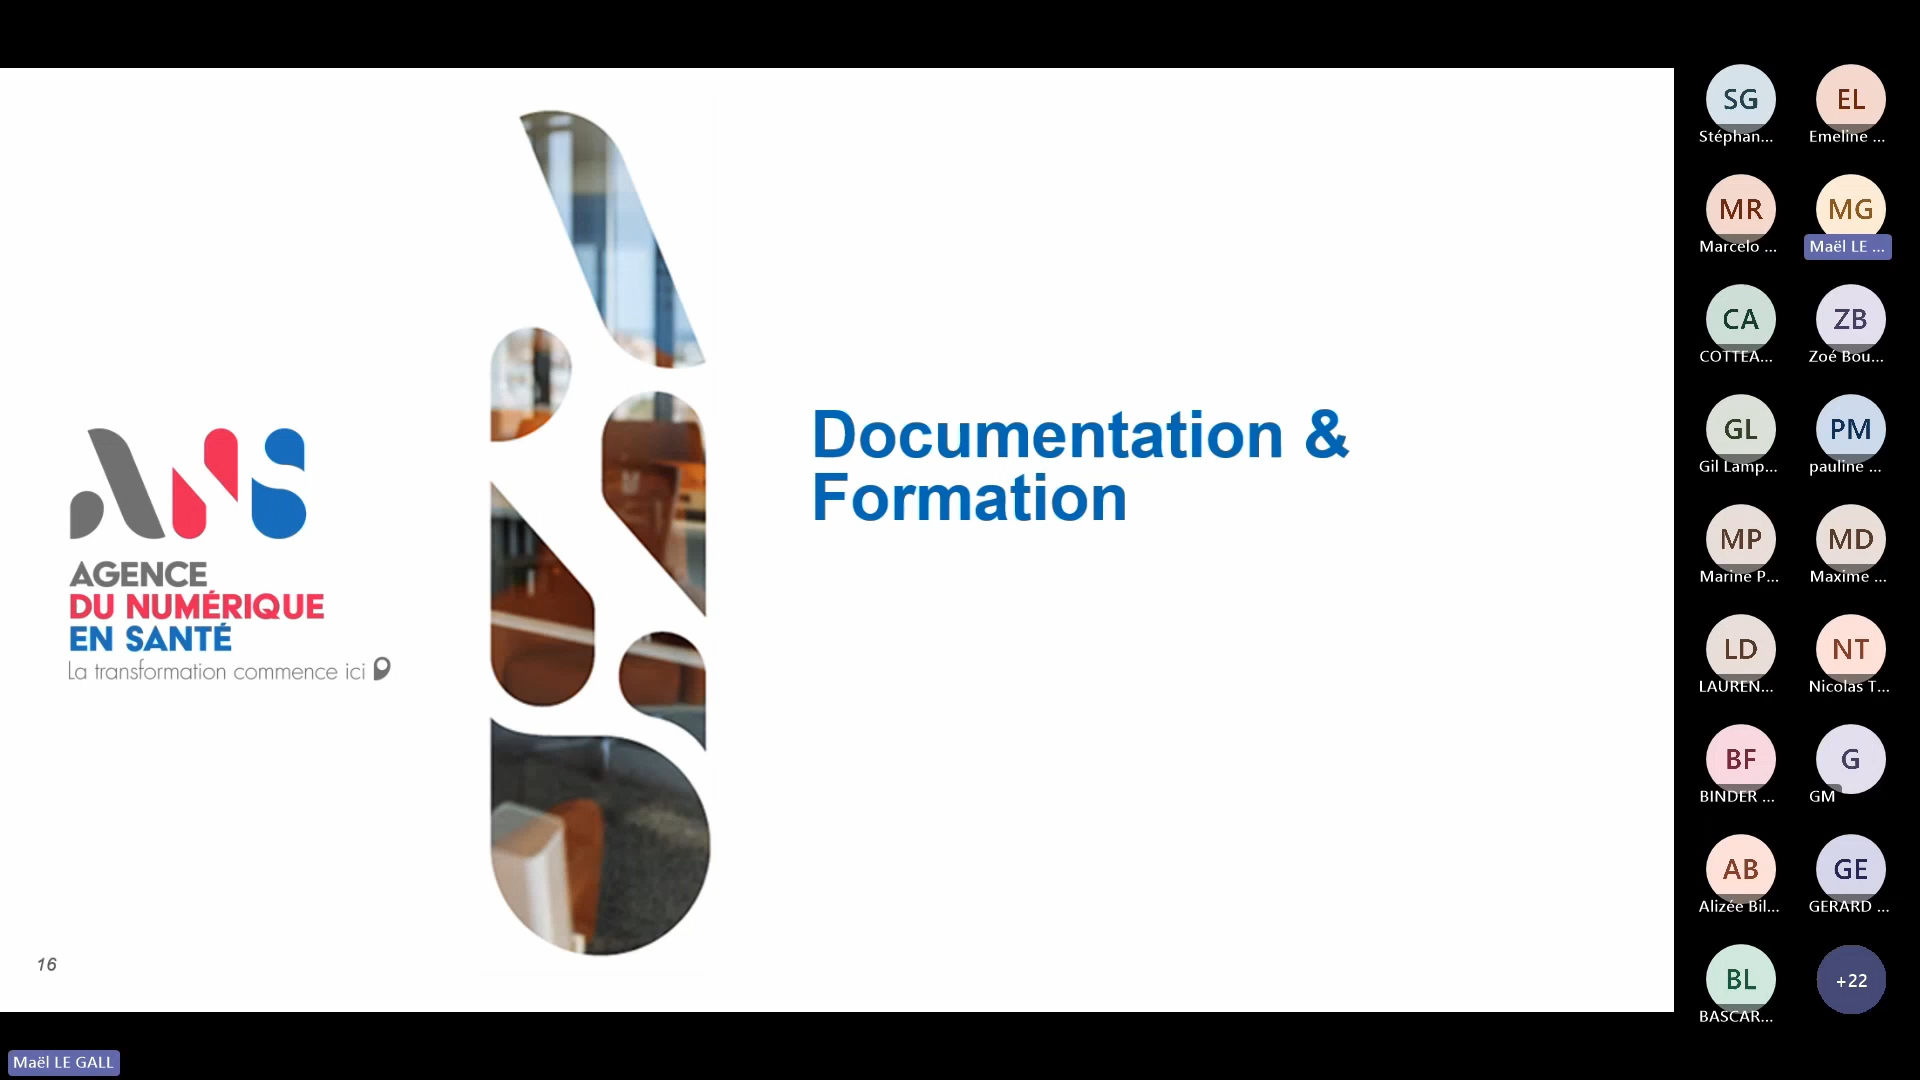 AGENCE
DU NUMÉRIQUE
EN SANTÉ
La transformation commence ici
Documentation &
Formation
16
SG
Stéphan...
EL
Emeline ...
MR
Marcelo ...
MG
Maël LE ...
CA
COTTEA...
ZB
Zoé Bou...
GL
Gil Lamp...
PM
pauline ...
MP
Marine P...
MD
Maxime ...
LD
LAUREN...
NT
Nicolas T...
BF
BINDER ...
G
GM
AB
Alizée Bil...
GE
GERARD ...
BL
BASCAR...
+22
Maël LE GALL